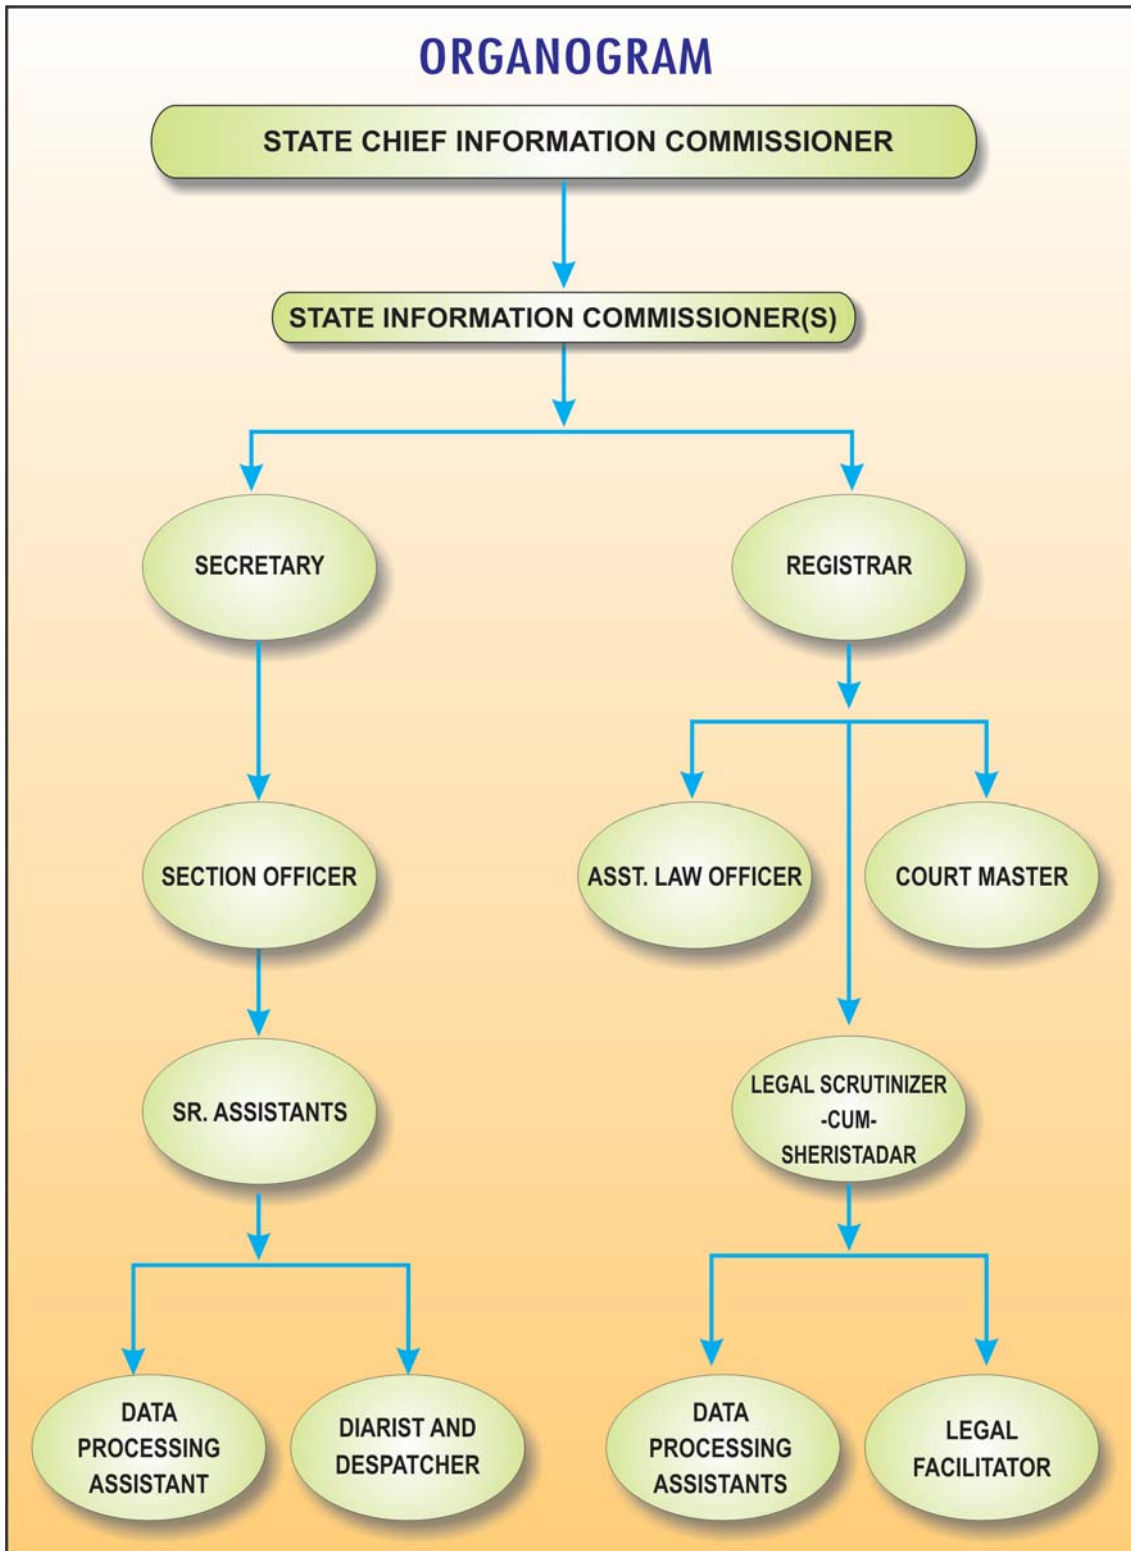 ORGANOGRAM
STATE CHIEF INFORMATION COMMISSIONER
STATE INFORMATION COMMISSIONER(S)
SECRETARY
REGISTRAR
SECTION OFFICER
ASST. LAW OFFICER
COURT MASTER
SR. ASSISTANTS
LEGAL SCRUTINIZER
-CUM-
SHERISTADAR
DATA
PROCESSING
ASSISTANT
DIARIST AND
DESPATCHER
DATA
PROCESSING
ASSISTANTS
LEGAL
FACILITATOR